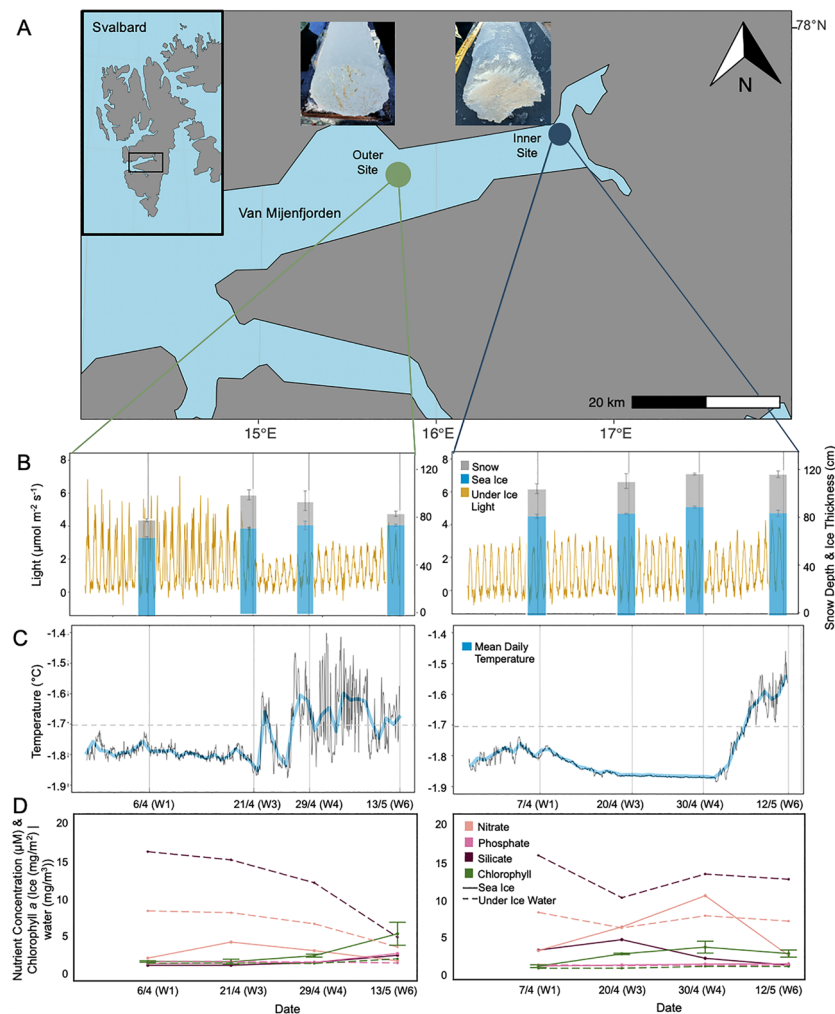 A
Svalbard
78°N
N
Inner
Site
Outer
Site
Van Mijenfjorden
20 km
15°E
16°E
17°E
B
Light (µmol m-2 s-1)
8
6
4
2
0
120
80
40
0
8
6
4
2
0
Snow
Sea Ice
Under Ice
Light
120
80
40
0
Snow Depth & Ice Thickness (cm)
C
Temperature (°C)
-1.4
-1.5
-1.6
-1.7
-1.8
-1.9
6/4 (W1)
21/4 (W3)
29/4 (W4)
13/5 (W6)
-1.4
-1.5
-1.6
-1.7
-1.8
-1.9
Mean Daily
Temperature
7/4 (W1)
20/4 (W3)
30/4 (W4)
12/5 (W6)
D
Nutrient Concentration (µM) &
Chlorophyll a (Ice (mg/m²) |
water (mg/m³))
20
15
10
5
0
6/4 (W1)
21/4 (W3)
29/4 (W4)
13/5 (W6)
Date
20
15
10
5
0
Nitrate
Phosphate
Silicate
Chlorophyll
Sea Ice
Under Ice Water
7/4 (W1)
20/4 (W3)
30/4 (W4)
12/5 (W6)
Date